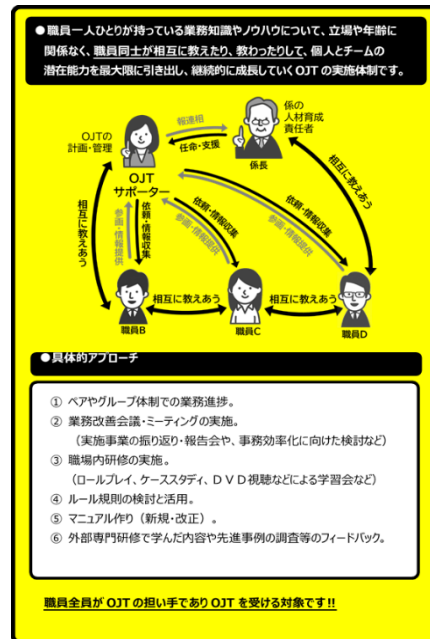 ●職員一人ひとりが持っている業務知識やノウハウについて、立場や年齢に
関係なく、職員同士が相互に教えたり、教わったりして、個人とチームの
潜在能力を最大限に引き出し、継続的に成長していくOJTの実施体制です。
報連相
任命・支援
OJTの
計画・管理
係の
人材育成
責任者
係長
OJT
サポーター
相互に教えあう
参画・情報提供
依頼・情報収集
依頼・情報収集
参画・情報提供
依頼・情報収集
参画・情報提供
相互に教えあう
相互に教えあう
相互に教えあう
職員B
職員C
職員D
●具体的アプローチ
① ペアやグループ体制での業務進捗。
② 業務改善会議・ミーティングの実施。
（実施事業の振り返り・報告会や、事務効率化に向けた検討など）
③ 職場内研修の実施。
（ロールプレイ、ケーススタディ、ＤＶＤ視聴などによる学習会など）
④ ルール規則の検討と活用。
⑤ マニュアル作り（新規・改正）。
⑥ 外部専門研修で学んだ内容や先進事例の調査等のフィードバック。
職員全員がOJTの担い手でありOJTを受ける対象です!!